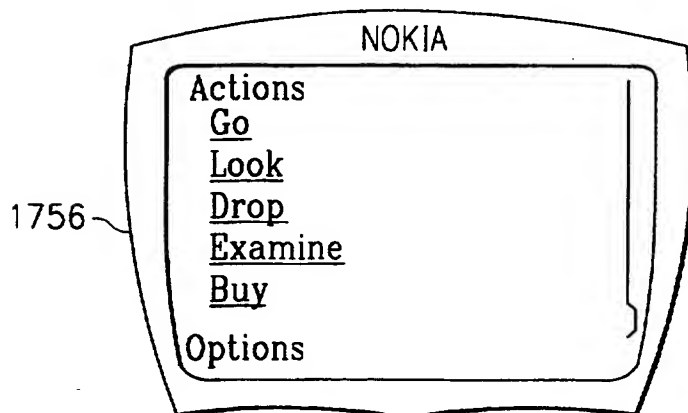 NOKIA
Actions
Go
Look
Drop
1756
Examine
Buy
Options